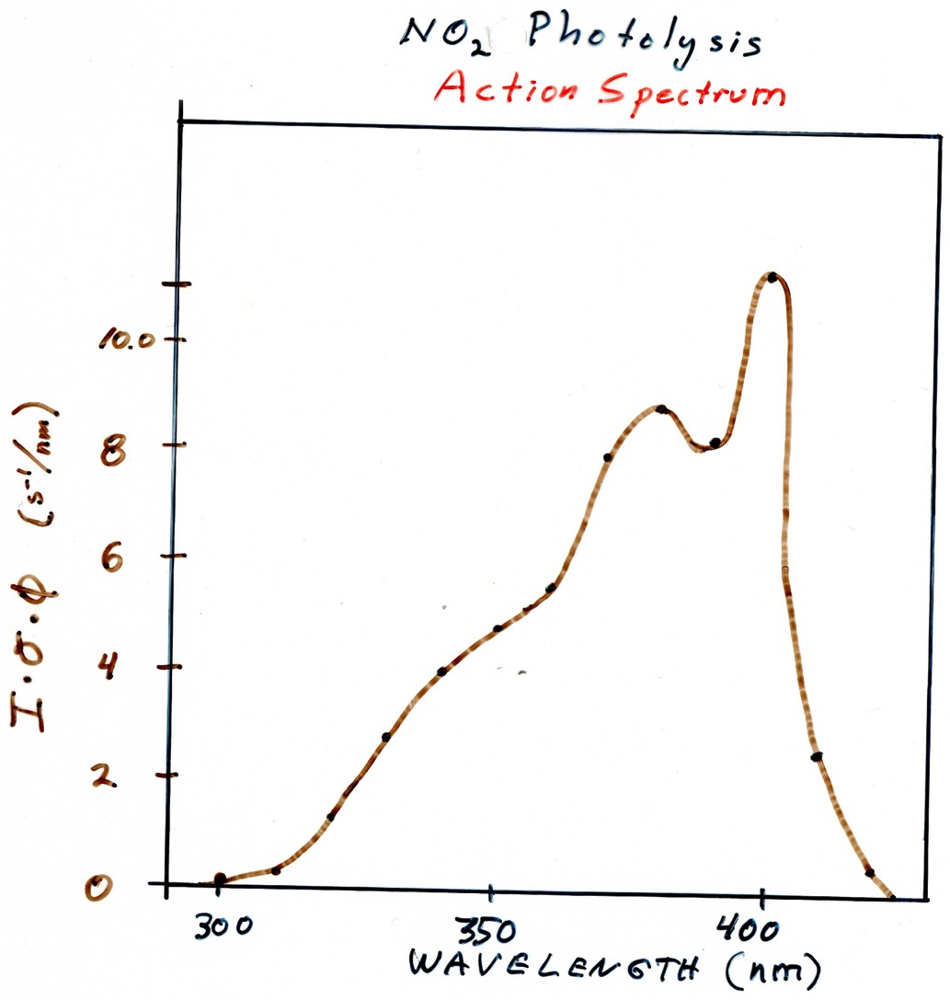 NO₂ Photolysis
Action Spectrum
I·σ·ϕ (s⁻¹/nm)
10.0
8
6
4
2
0
300 350 400
WAVELENGTH (nm)